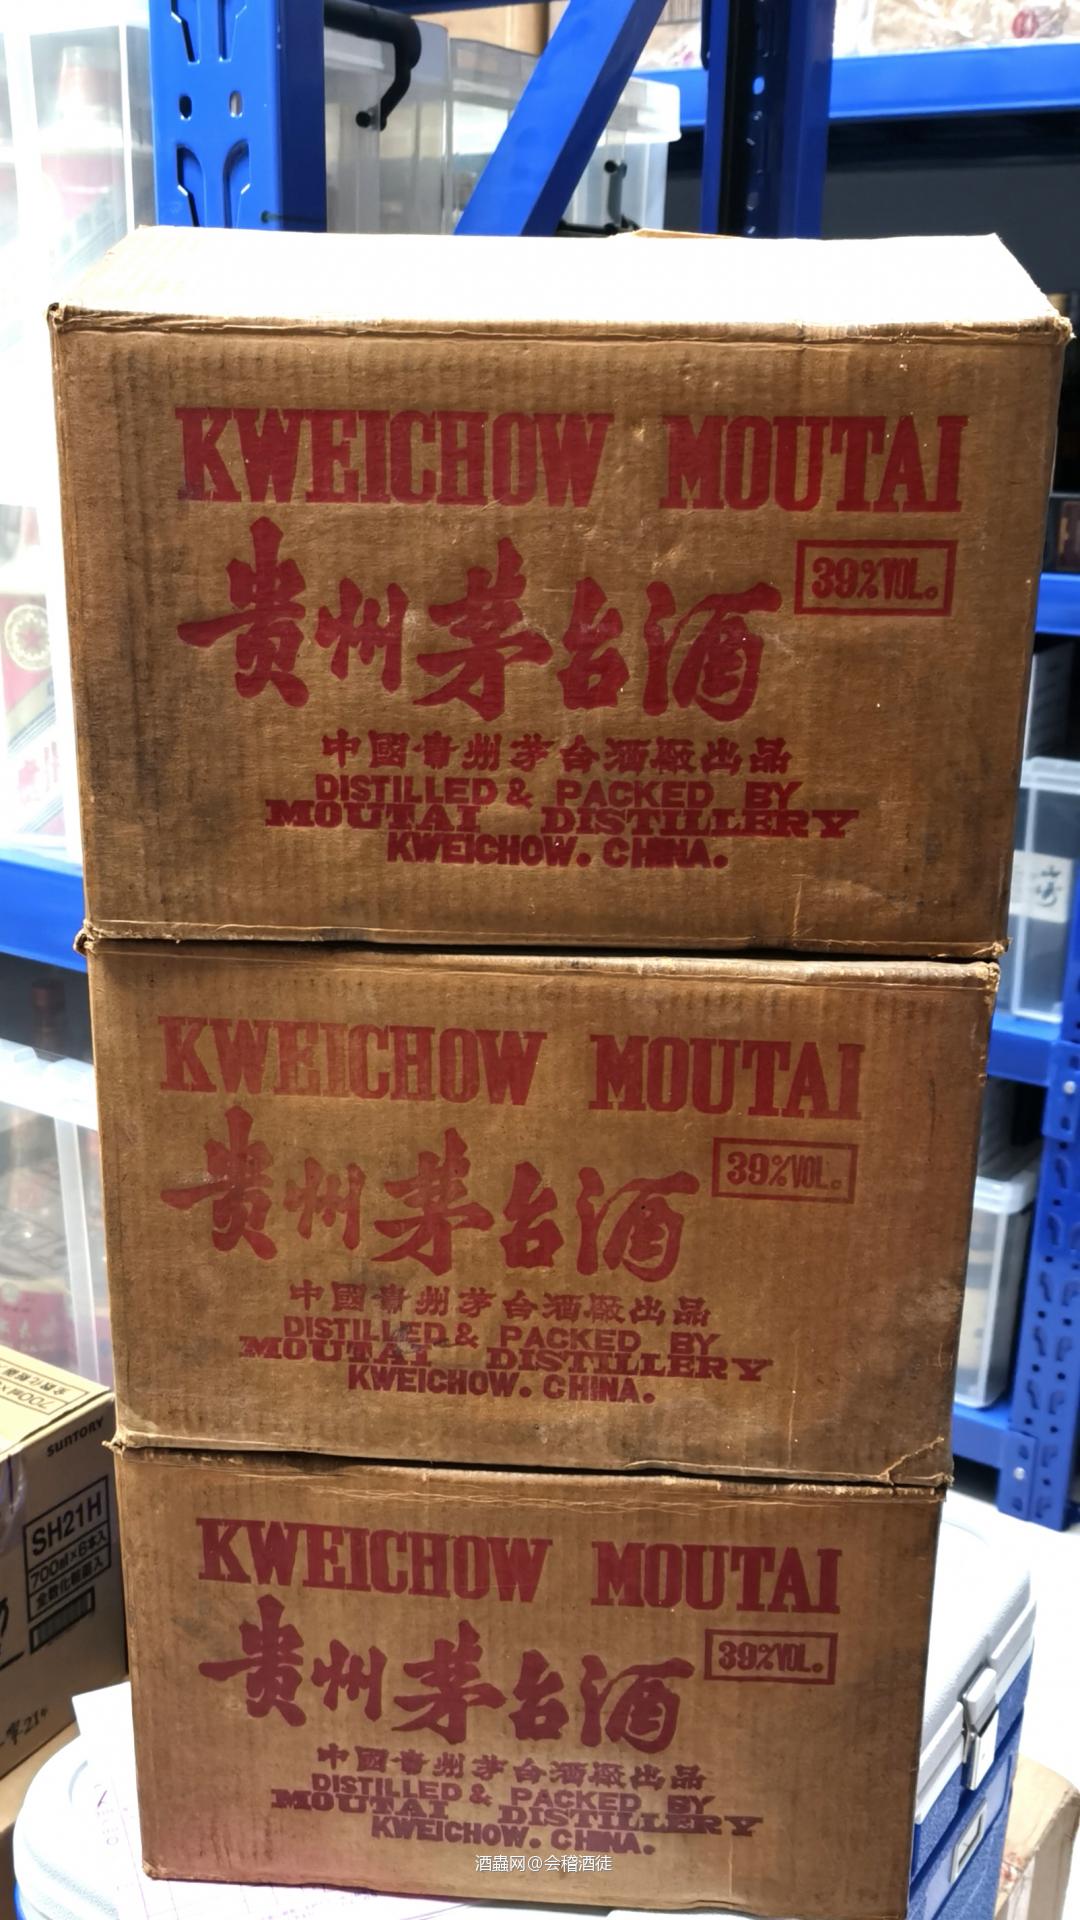 KWEICHOW MOUTAI
39%VOL.
贵州茅台酒
中國貴州茅台酒廠出品
DISTILLED & PACKED BY
MOUTAI DISTILLERY
KWEICHOW. CHINA.
KWEICHOW MOUTAI
39%VOL.
贵州茅台酒
中國貴州茅台酒廠出品
DISTILLED & PACKED BY
MOUTAI DISTILLERY
KWEICHOW. CHINA.
700ml×6
SUNTORY
SH21H
700ml×6本入
KWEICHOW MOUTAI
39%VOL.
贵州茅台酒
中國貴州茅台酒廠出品
DISTILLED & PACKED BY
MOUTAI DISTILLERY
KWEICHOW. CHINA.
酒蟲网@会稽酒徒